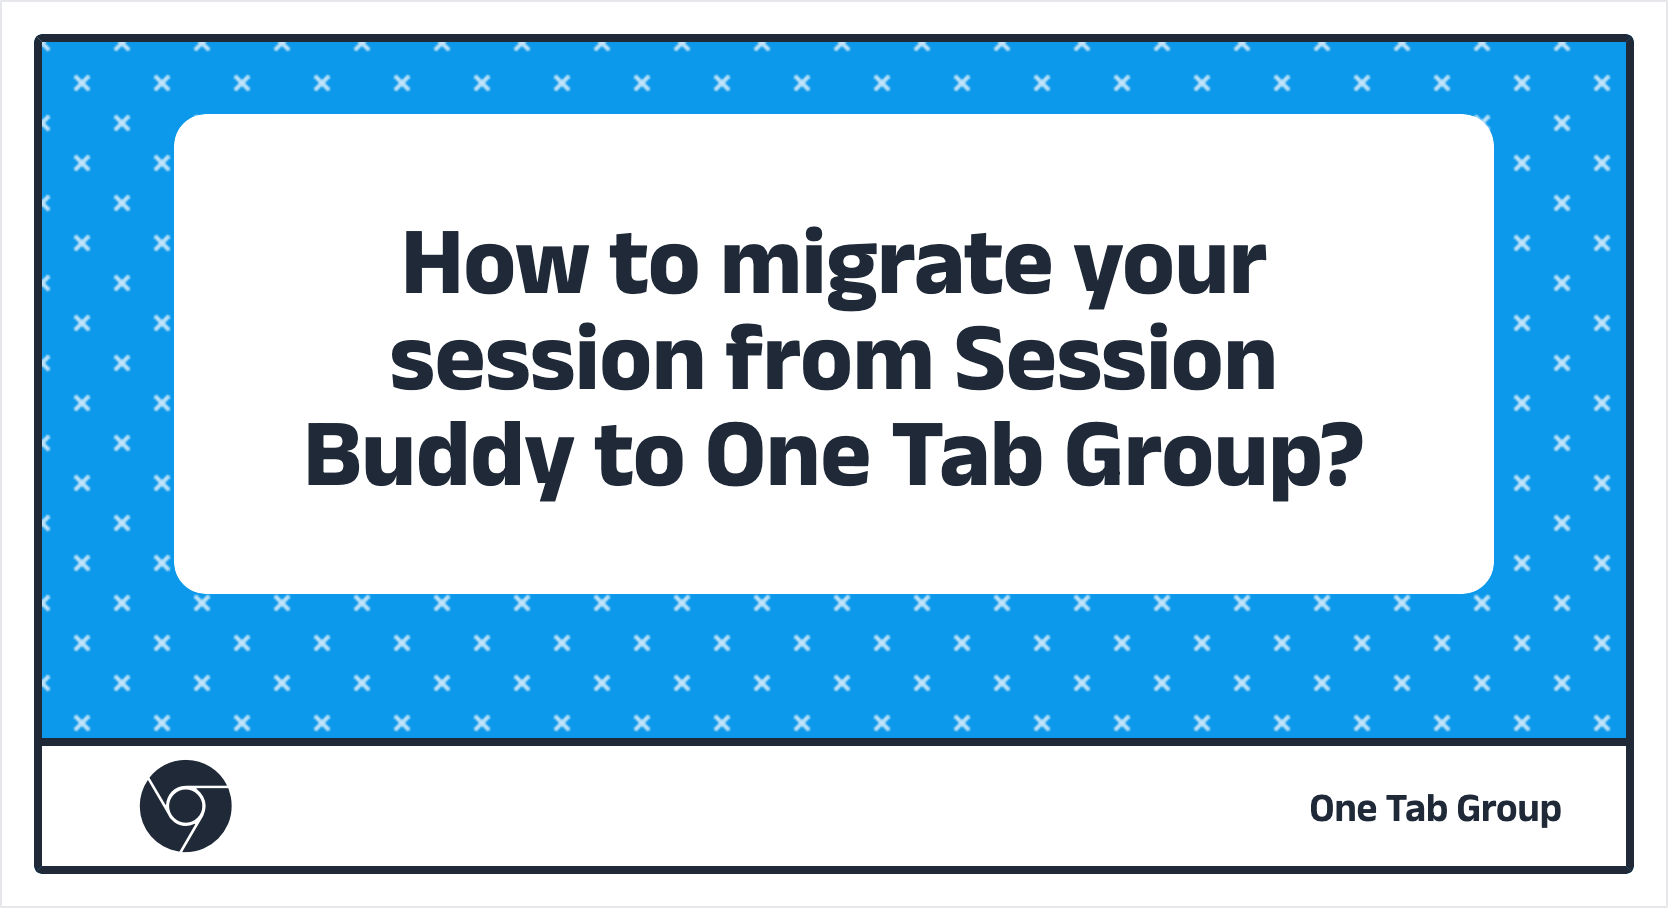 How to migrate your
session from Session
Buddy to One Tab Group?
One Tab Group